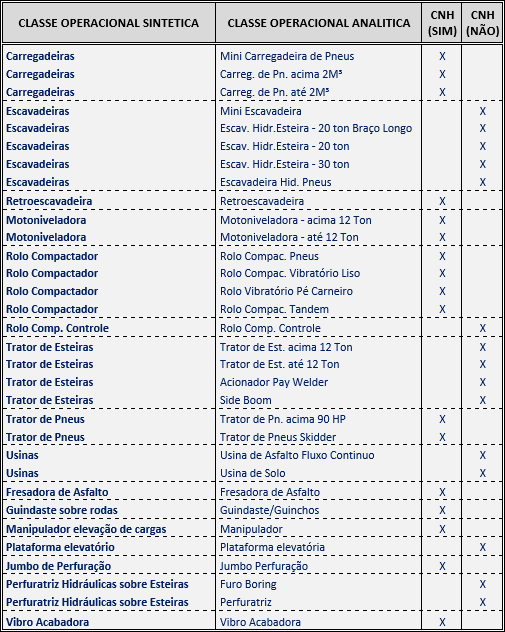 CLASSE OPERACIONAL SINTETICA CLASSE OPERACIONAL ANALITICA CNH (SIM) CNH (NÃO)
Carregadeiras Mini Carregadeira de Pneus X
Carregadeiras Carreg. de Pn. acima 2M³ X
Carregadeiras Carreg. de Pn. até 2M³ X
Escavadeiras Mini Escavadeira X
Escavadeiras Escav. Hidr.Esteira - 20 ton Braço Longo X
Escavadeiras Escav. Hidr.Esteira - 20 ton X
Escavadeiras Escav. Hidr.Esteira - 30 ton X
Escavadeiras Escavadeira Hid. Pneus X
Retroescavadeira Retroescavadeira X
Motoniveladora Motoniveladora - acima 12 Ton X
Motoniveladora Motoniveladora - até 12 Ton X
Rolo Compactador Rolo Compac. Pneus X
Rolo Compactador Rolo Compac. Vibratório Liso X
Rolo Compactador Rolo Vibratório Pé Carneiro X
Rolo Compactador Rolo Compac. Tandem X
Rolo Comp. Controle Rolo Comp. Controle X
Trator de Esteiras Trator de Est. acima 12 Ton X
Trator de Esteiras Trator de Est. até 12 Ton X
Trator de Esteiras Acionador Pay Welder X
Trator de Esteiras Side Boom X
Trator de Pneus Trator de Pn. acima 90 HP X
Trator de Pneus Trator de Pneus Skidder X
Usinas Usina de Asfalto Fluxo Continuo X
Usinas Usina de Solo X
Fresadora de Asfalto Fresadora de Asfalto X
Guindaste sobre rodas Guindaste/Guinchos X
Manipulador elevação de cargas Manipulador X
Plataforma elevatório Plataforma elevatória X
Jumbo de Perfuração Jumbo Perfuração X
Perfuratriz Hidráulicas sobre Esteiras Furo Boring X
Perfuratriz Hidráulicas sobre Esteiras Perfuratriz X
Vibro Acabadora Vibro Acabadora X